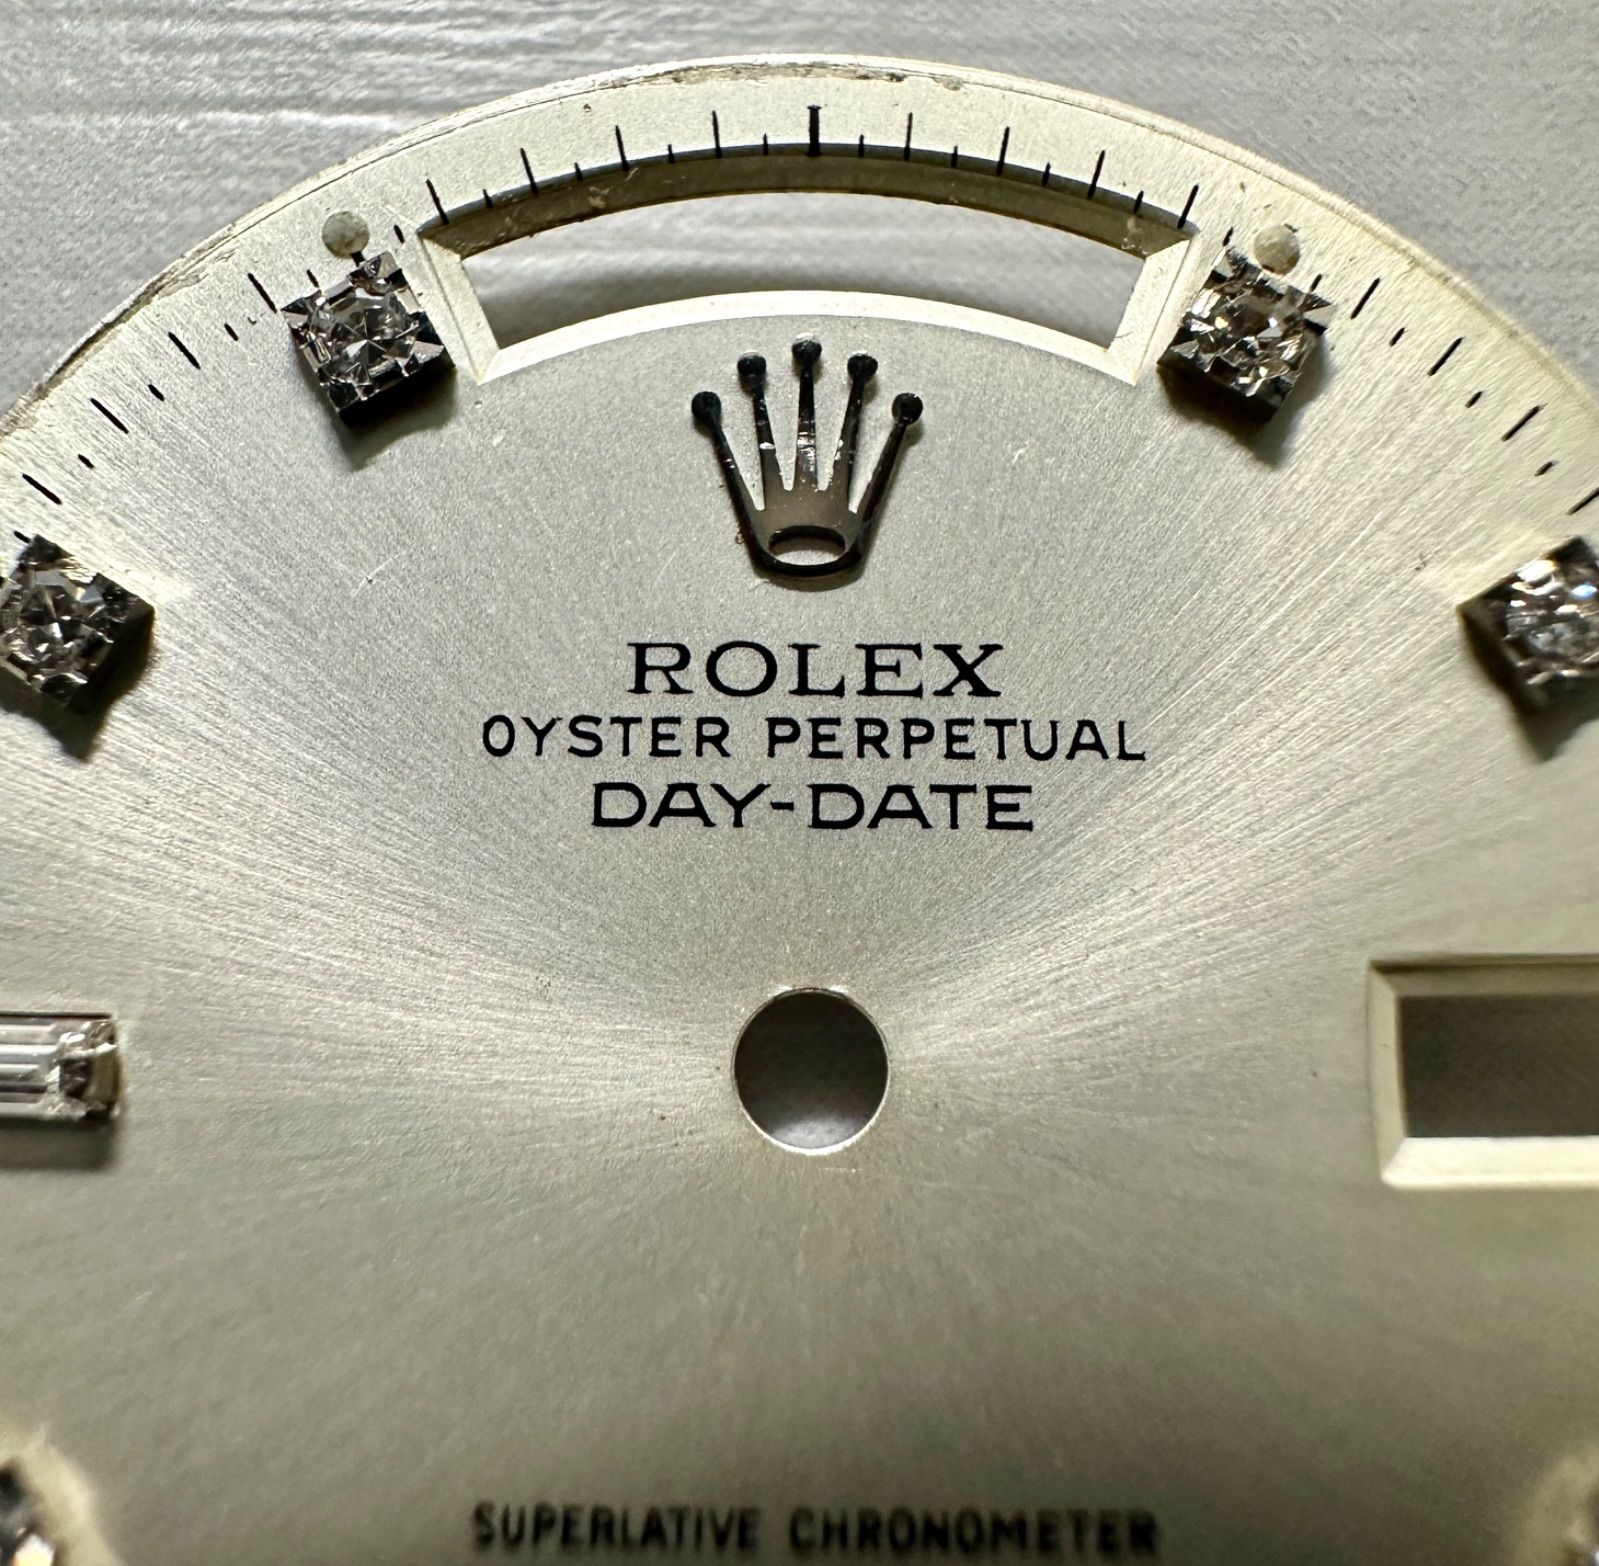 ROLEX
OYSTER PERPETUAL
DAY-DATE
SUPERLATIVE CHRONOMETER